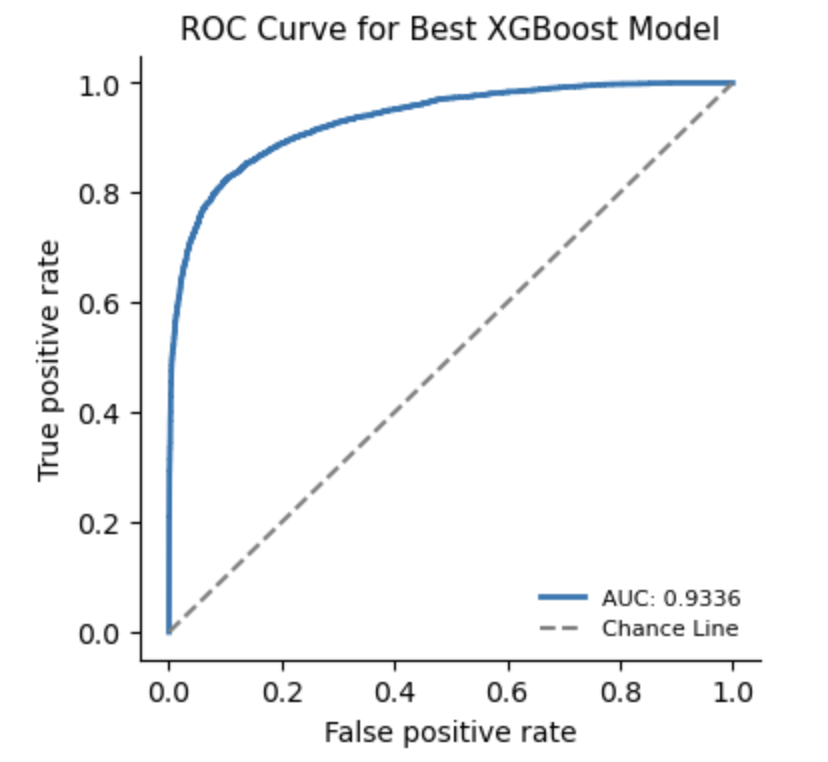 ROC Curve for Best XGBoost Model
True positive rate
1.0
0.8
0.6
0.4
0.2
0.0
AUC: 0.9336
Chance Line
0.0 0.2 0.4 0.6 0.8 1.0
False positive rate